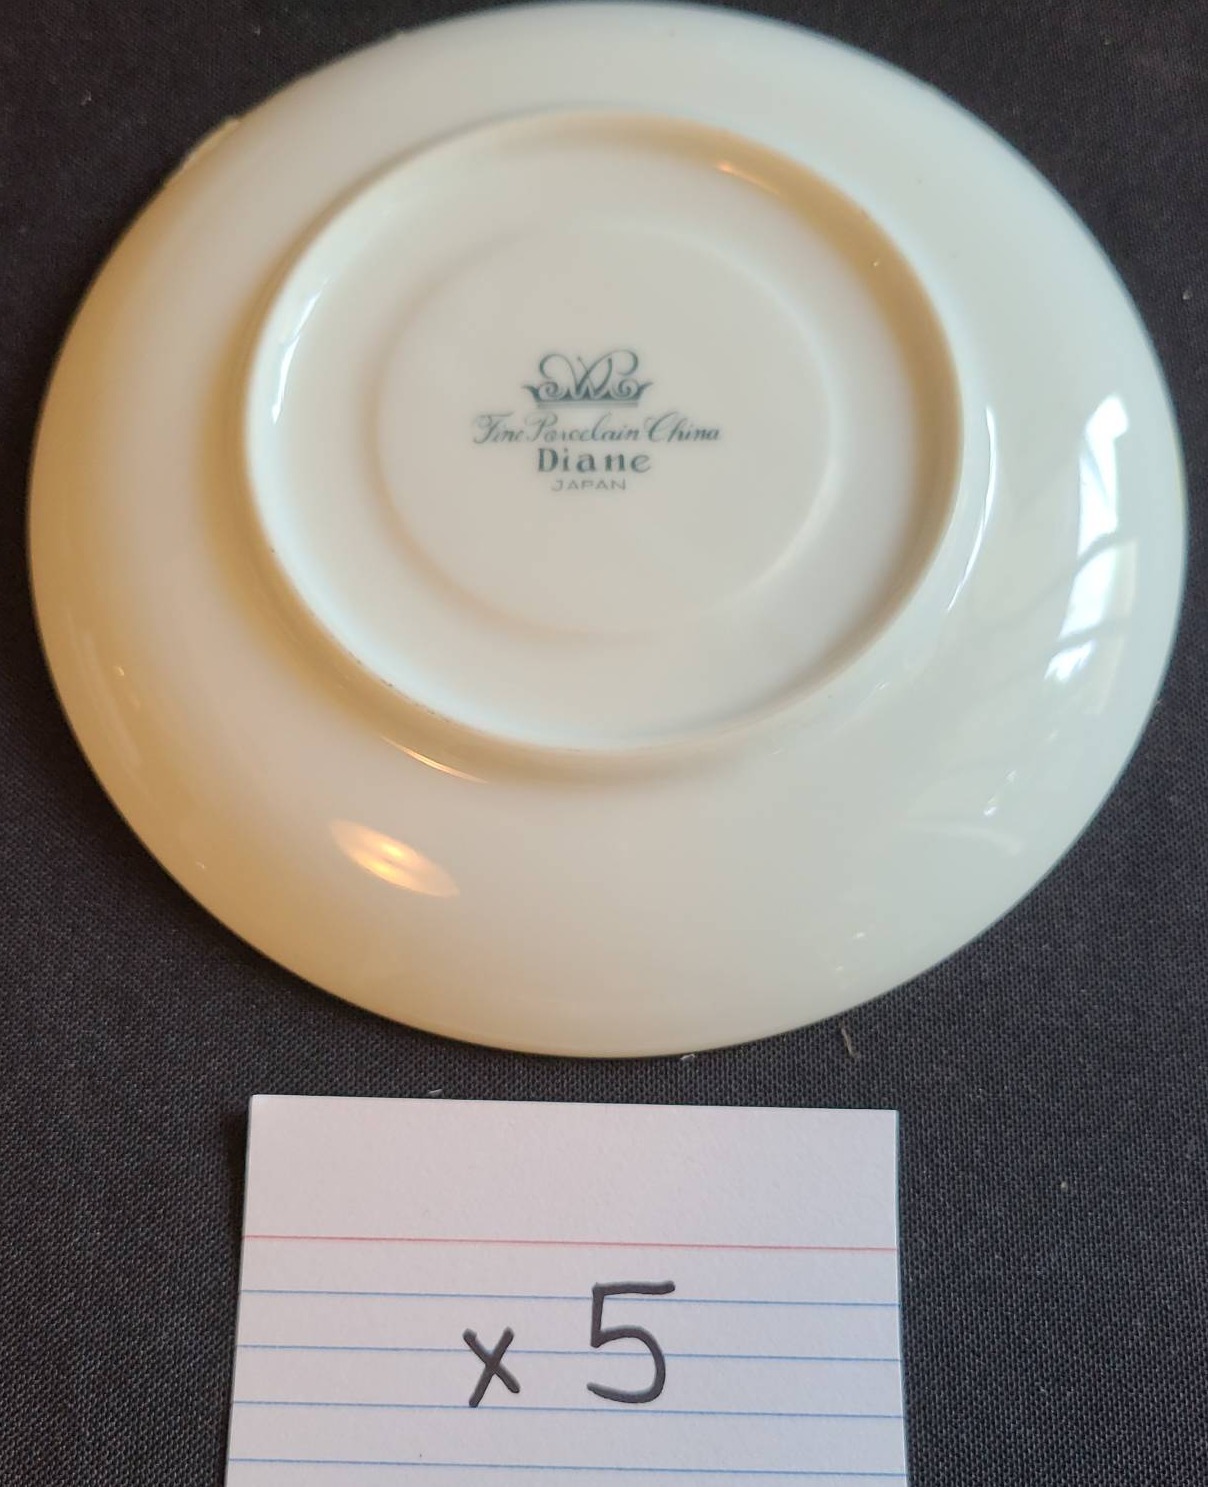 Fine Porcelain China
Diane
JAPAN
x 5